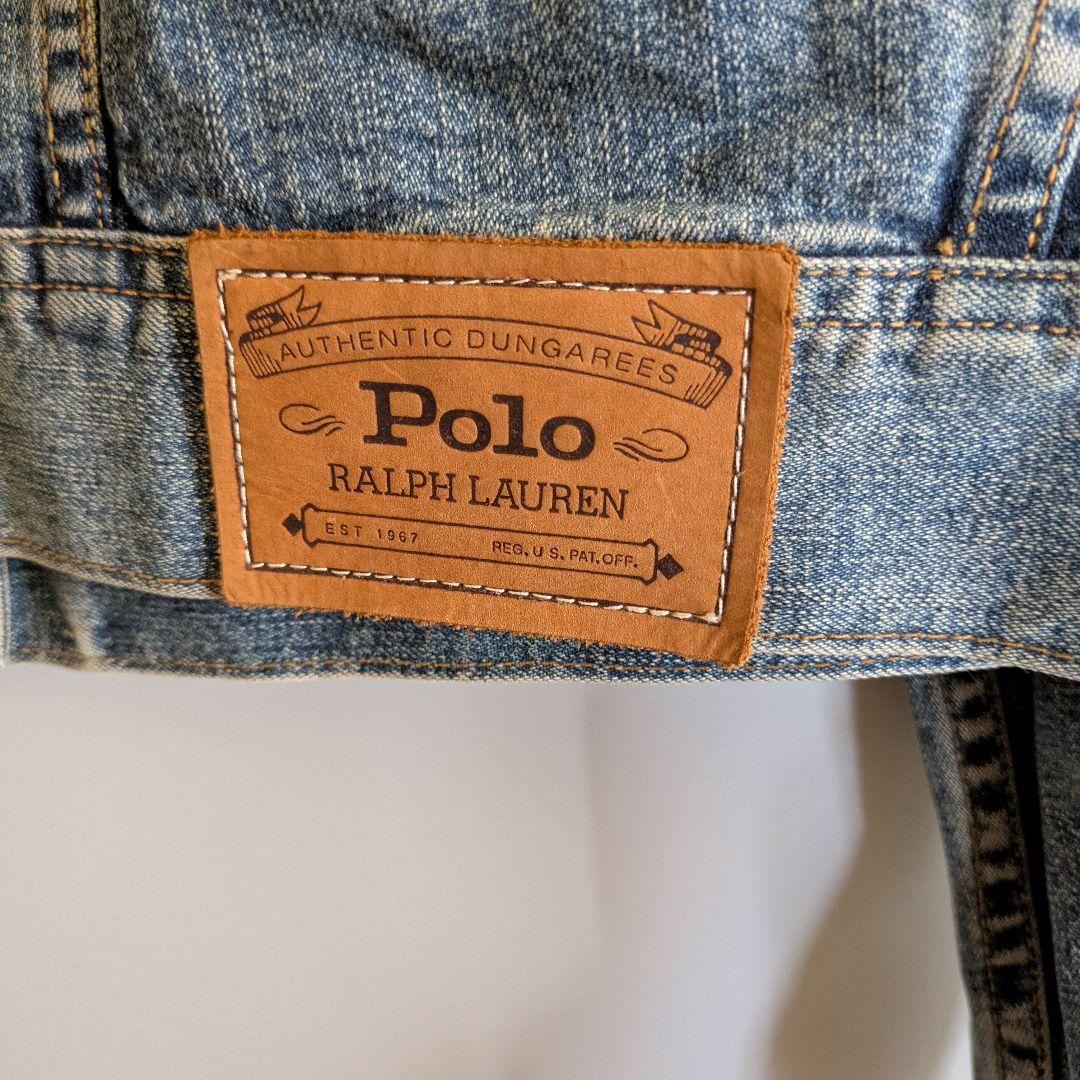 AUTHENTIC DUNGAREES
Polo
RALPH LAUREN
EST 1967 REG. U S. PAT. OFF.